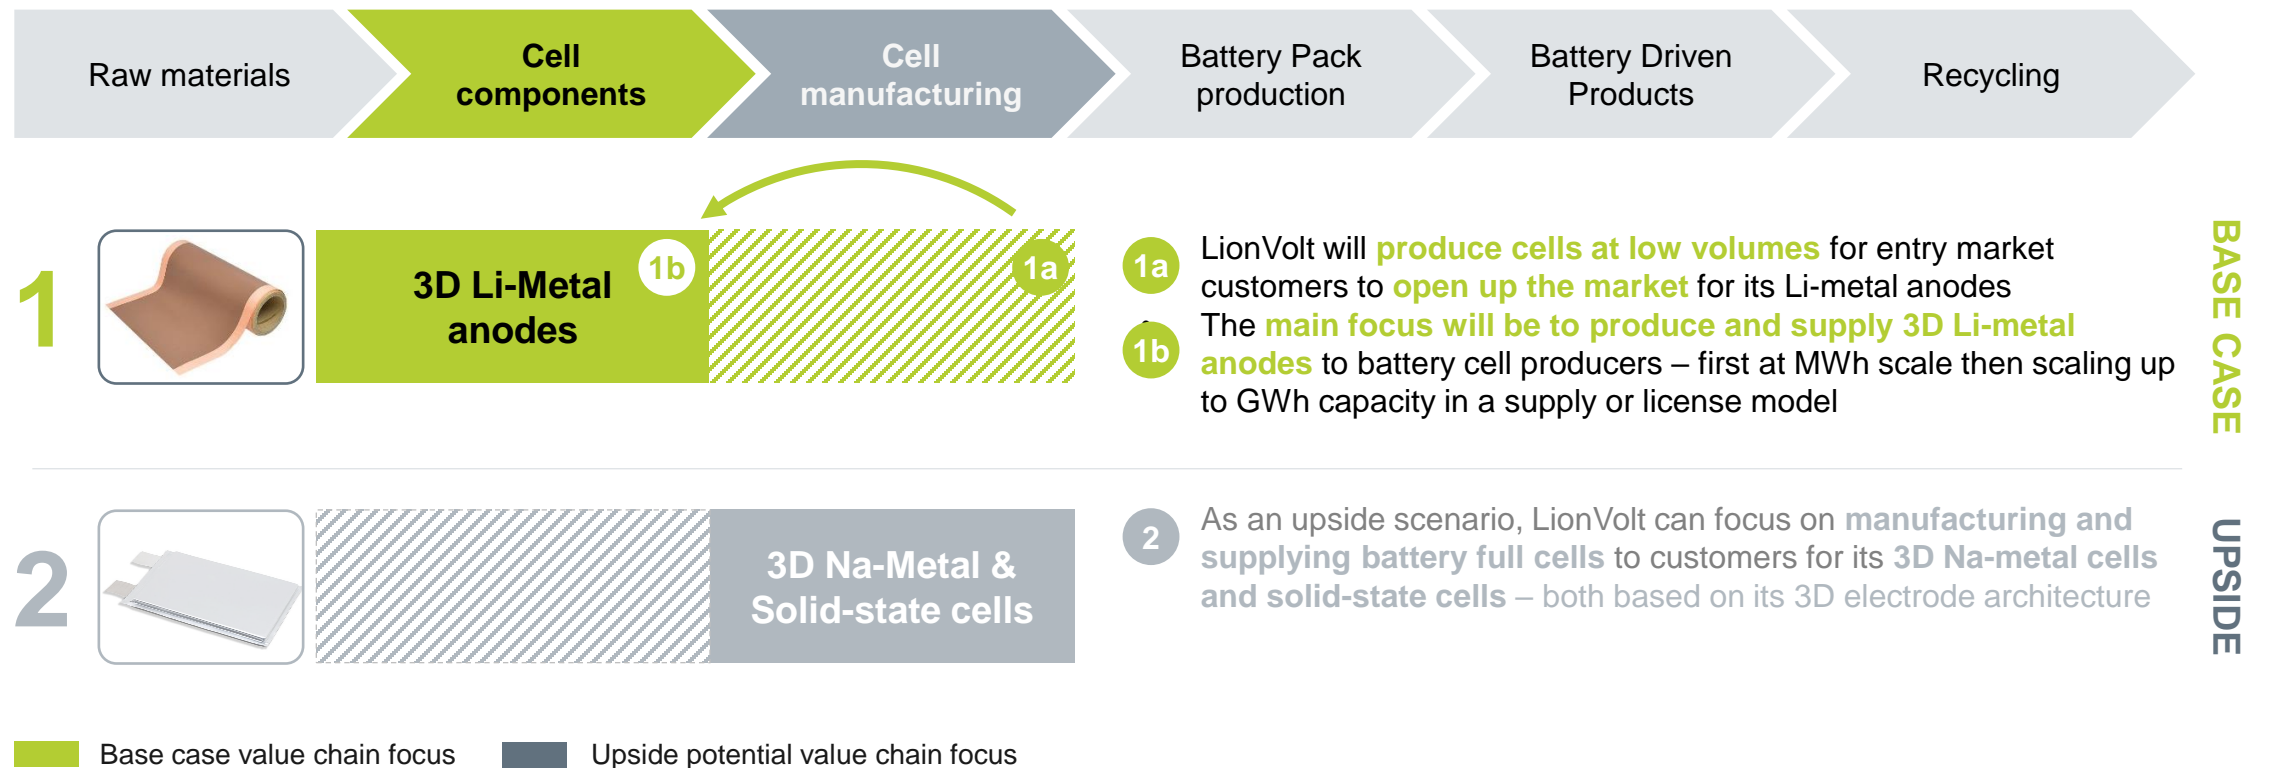 Raw materials
Cell
components
Cell
manufacturing
Battery Pack
production
Battery Driven
Products
Recycling
1
3D Li-Metal
anodes
1b
1a
1a
LionVolt will produce cells at low volumes for entry market
customers to open up the market for its Li-metal anodes
1b
The main focus will be to produce and supply 3D Li-metal
anodes to battery cell producers – first at MWh scale then scaling up
to GWh capacity in a supply or license model
BASE CASE
2
3D Na-Metal &
Solid-state cells
2
As an upside scenario, LionVolt can focus on manufacturing and
supplying battery full cells to customers for its 3D Na-metal cells
and solid-state cells – both based on its 3D electrode architecture
UPSIDE
Base case value chain focus
Upside potential value chain focus